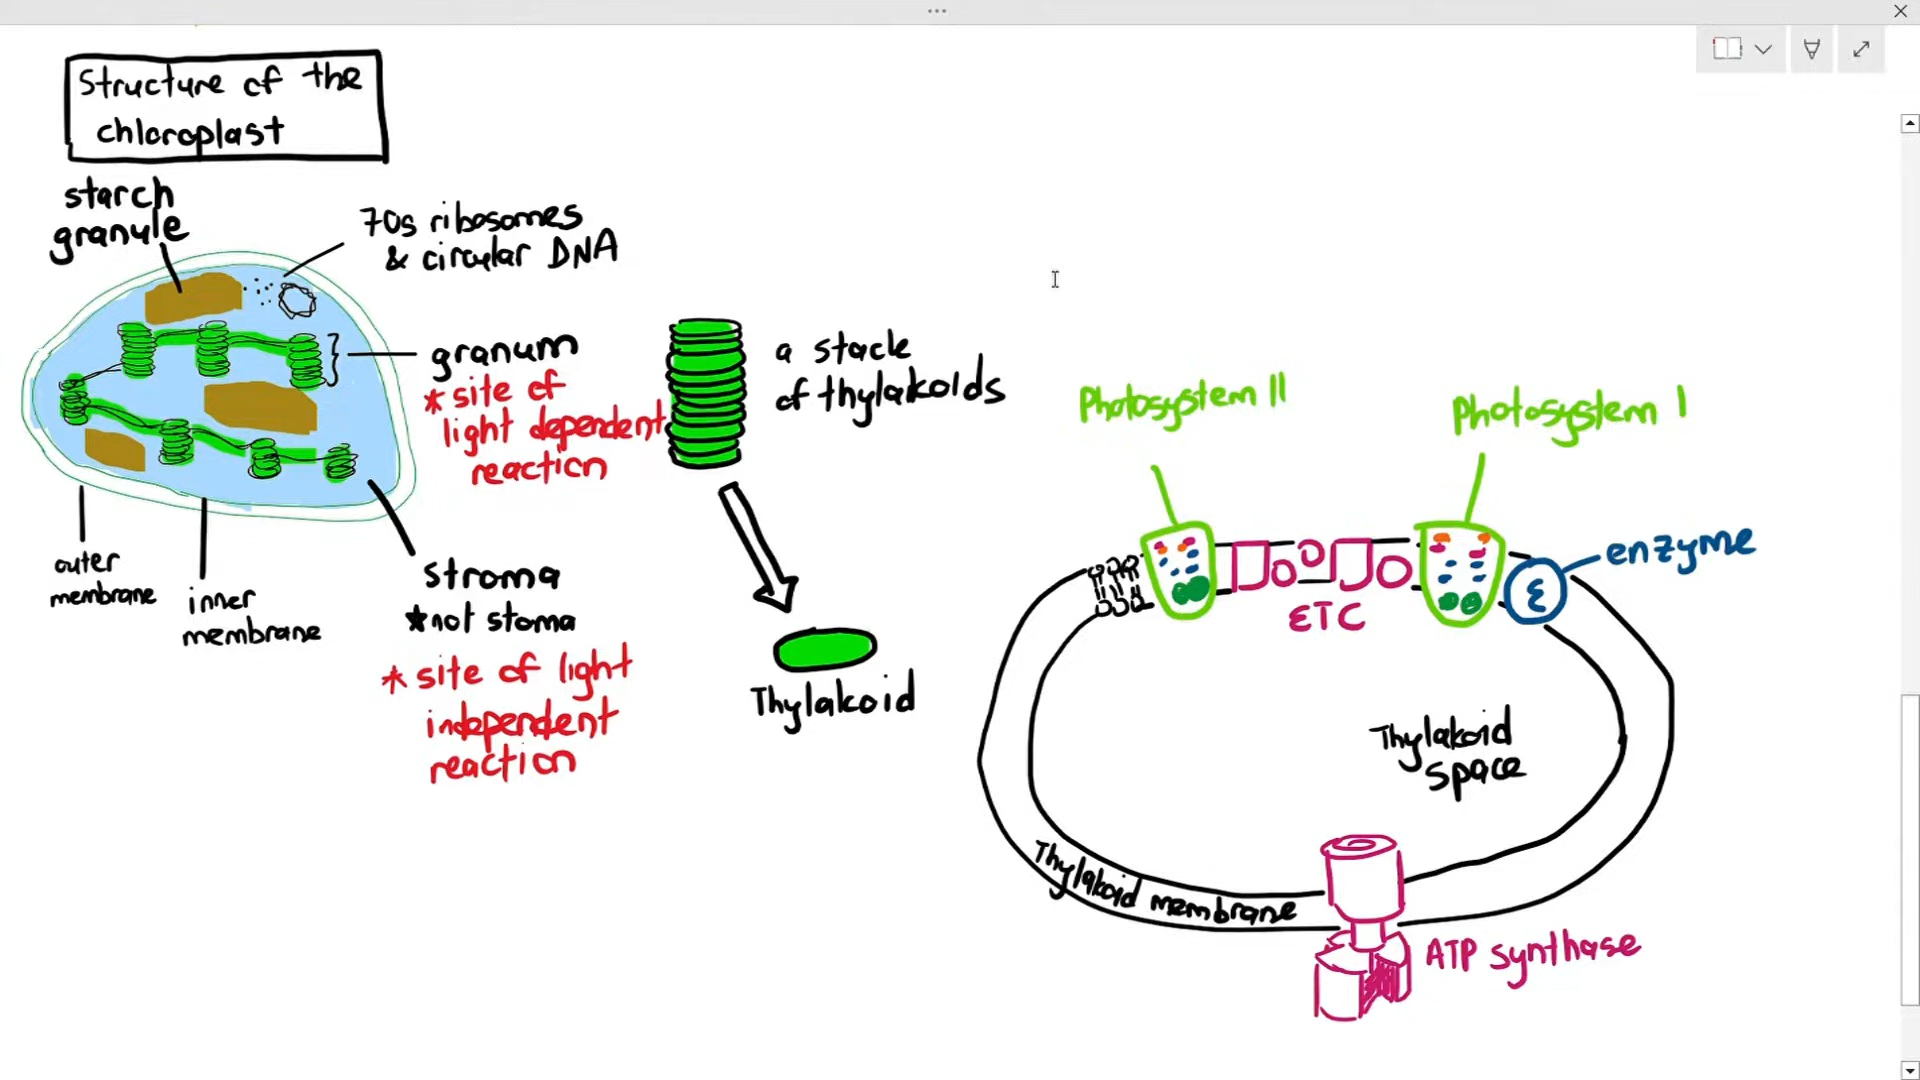 Structure of the
chloroplast
starch
granule
70s ribosomes
& circular DNA
granum
*site of
light dependent
reaction
outer
membrane
inner
membrane
stroma
*not stoma
*site of light
independent
reaction
a stack
of thylakoids
Thylakoid
Photosystem II
Photosystem I
enzyme
ETC
E
Thylakoid
space
Thylakoid membrane
ATP synthase